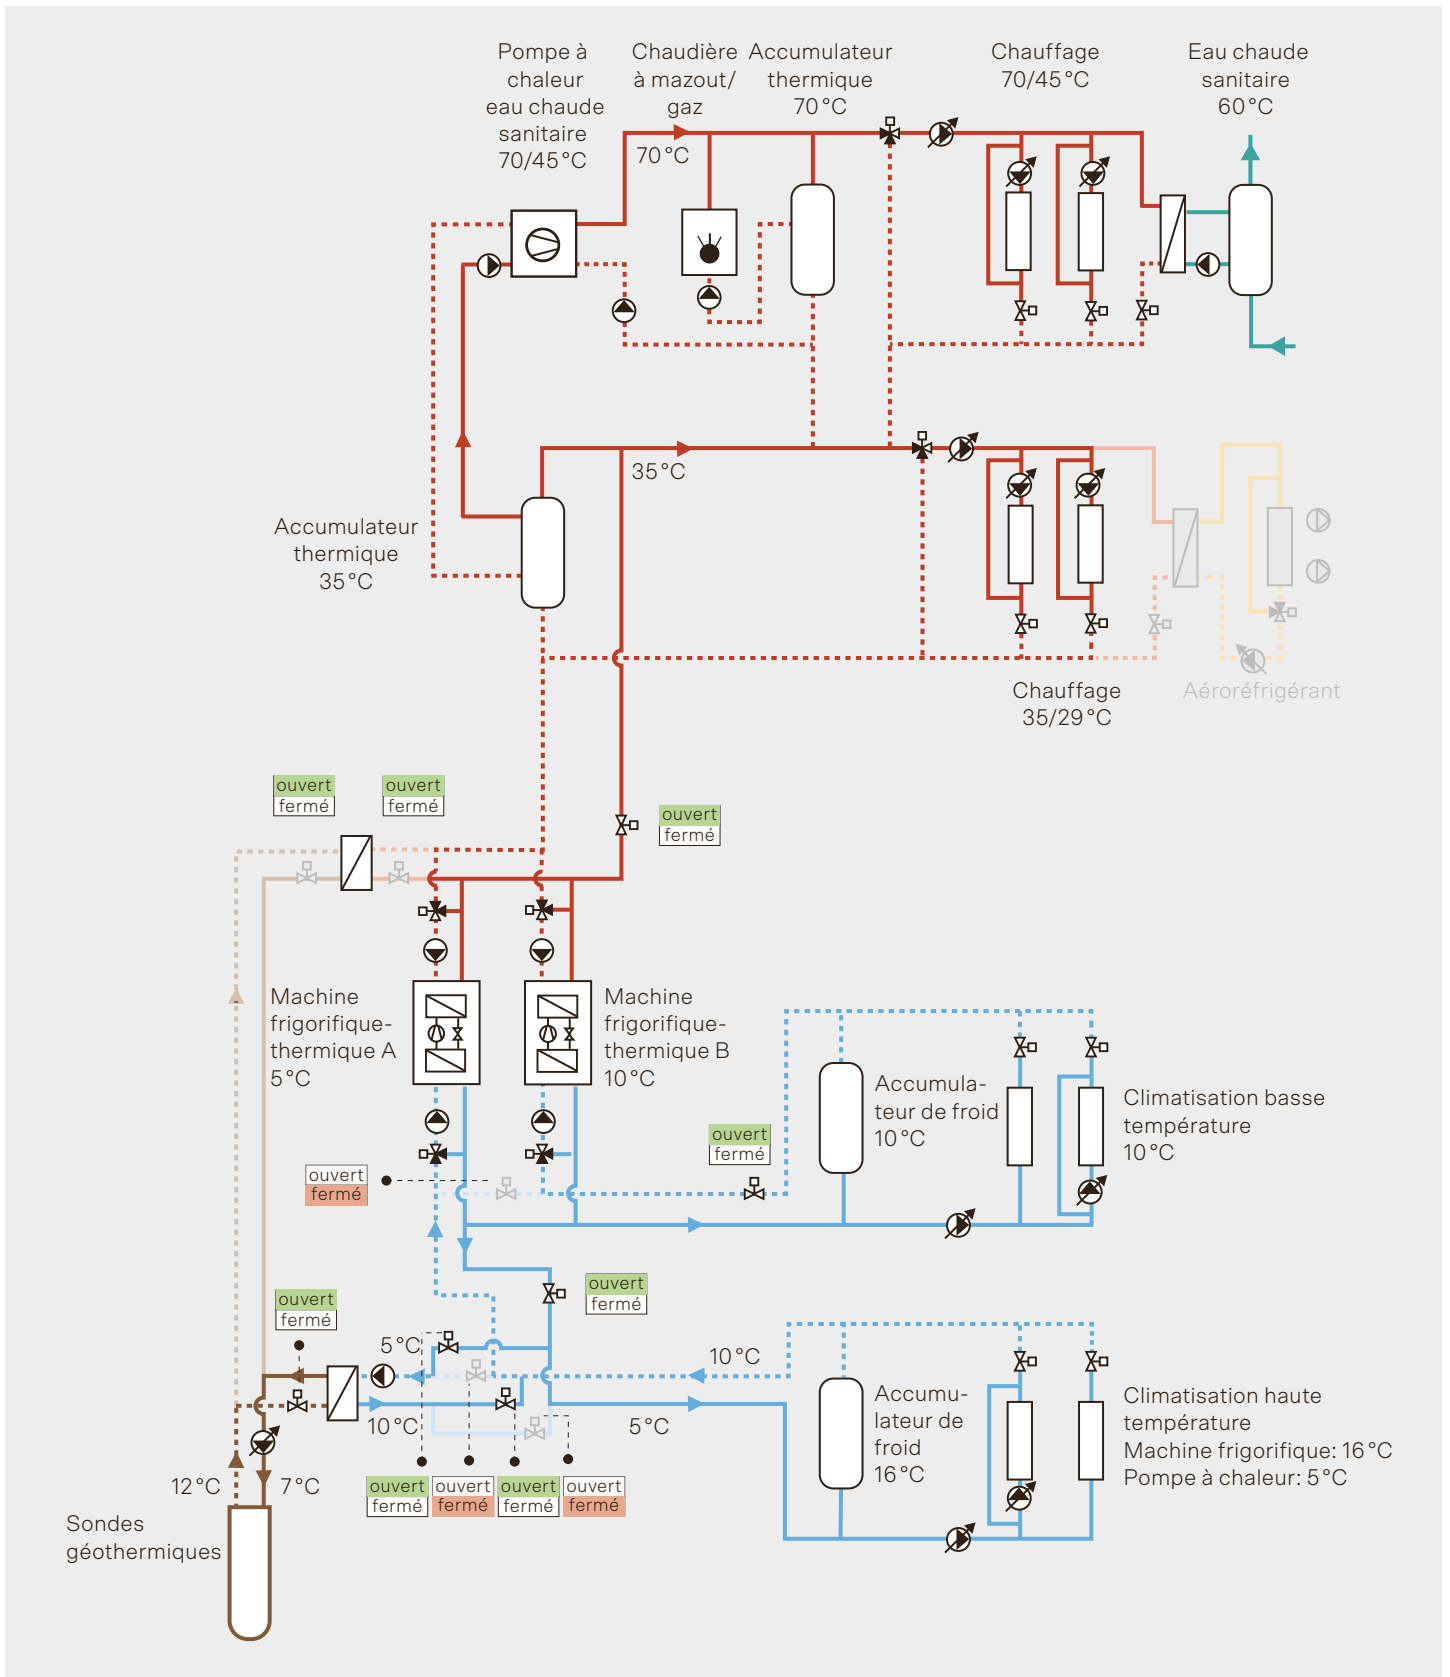 Pompe à
chaleur
eau chaude
sanitaire
70/45°C
Chaudière
à mazout/
gaz
Accumulateur
thermique
70°C
Chauffage
70/45°C
Eau chaude
sanitaire
60°C
70°C
35°C
Accumulateur
thermique
35°C
Chauffage
35/29°C
Aéroréfrigérant
ouvert
fermé
ouvert
fermé
ouvert
fermé
Machine
frigorifique-
thermique A
5°C
Machine
frigorifique-
thermique B
10°C
Accumula-
teur de froid
10°C
Climatisation basse
température
10°C
ouvert
fermé
ouvert
fermé
ouvert
fermé
ouvert
fermé
5°C
10°C
10°C
5°C
Accumu-
lateur de
froid
16°C
Climatisation haute
température
Machine frigorifique: 16°C
Pompe à chaleur: 5°C
ouvert
fermé
ouvert
fermé
ouvert
fermé
ouvert
fermé
12°C
7°C
Sondes
géothermiques